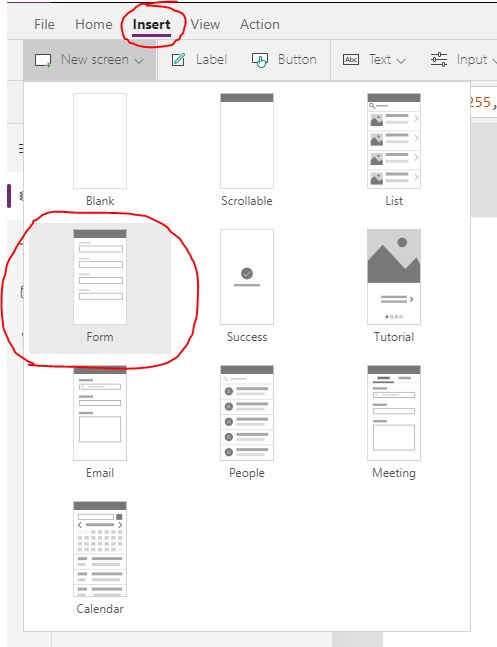 File Home Insert View Action
New screen Label Button Abc Text Input
255,
Blank Scrollable List
Form Success Tutorial
Email People Meeting
Calendar